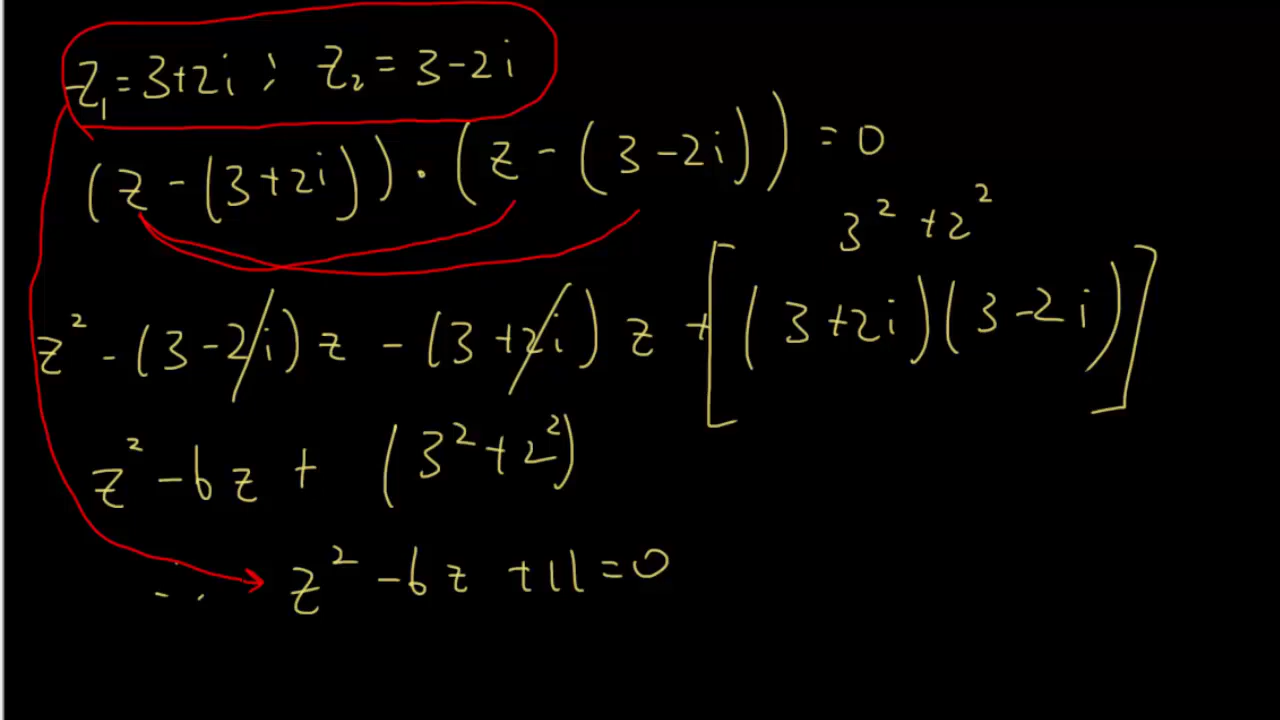 z₁ = 3+2i ; z₂ = 3-2i
(z - (3+2i)) · (z - (3-2i)) = 0
3² + 2²
z² - (3-2i)z - (3+2i)z + [(3+2i)(3-2i)]
z² - 6z + (3²+2²)
∴ z² - 6z + 11 = 0